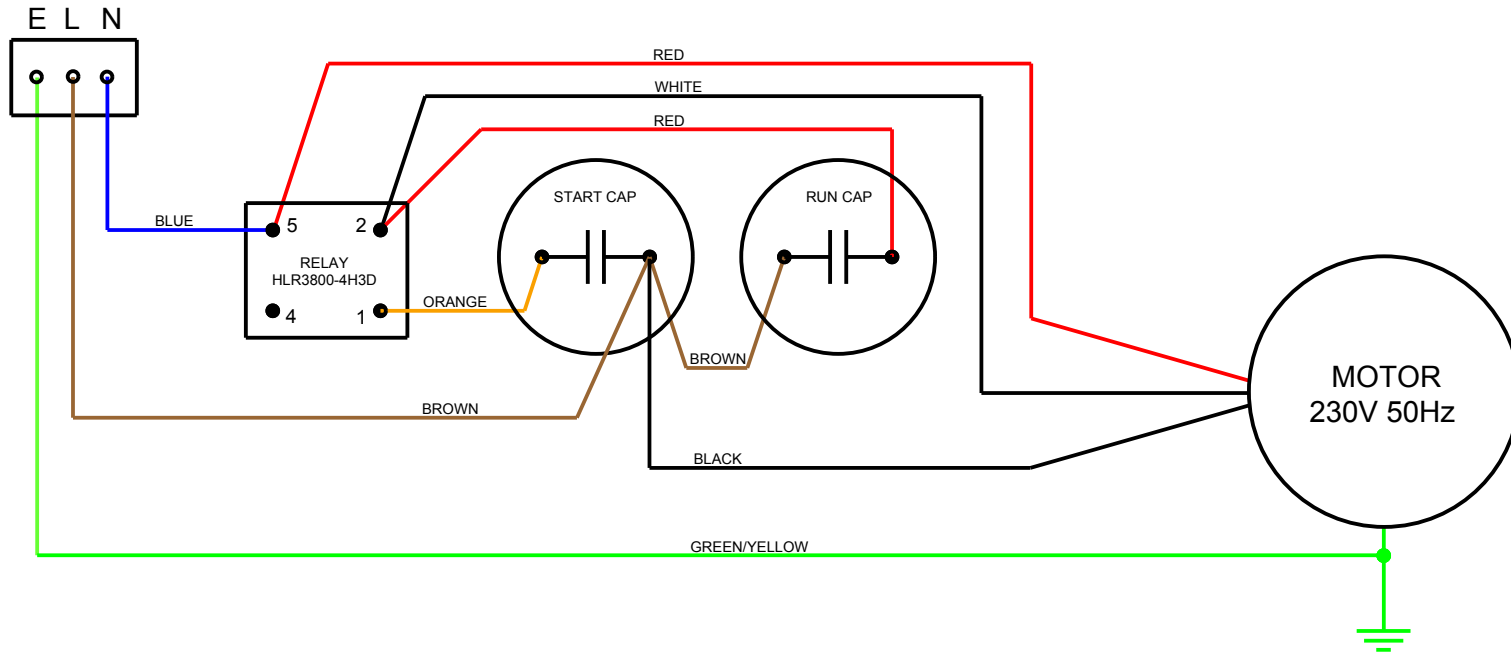 E L N
RED
WHITE
RED
START CAP
RUN CAP
BLUE
5 2
RELAY
HLR3800-4H3D
4 1
ORANGE
BROWN
BROWN
MOTOR
230V 50Hz
BLACK
GREEN/YELLOW